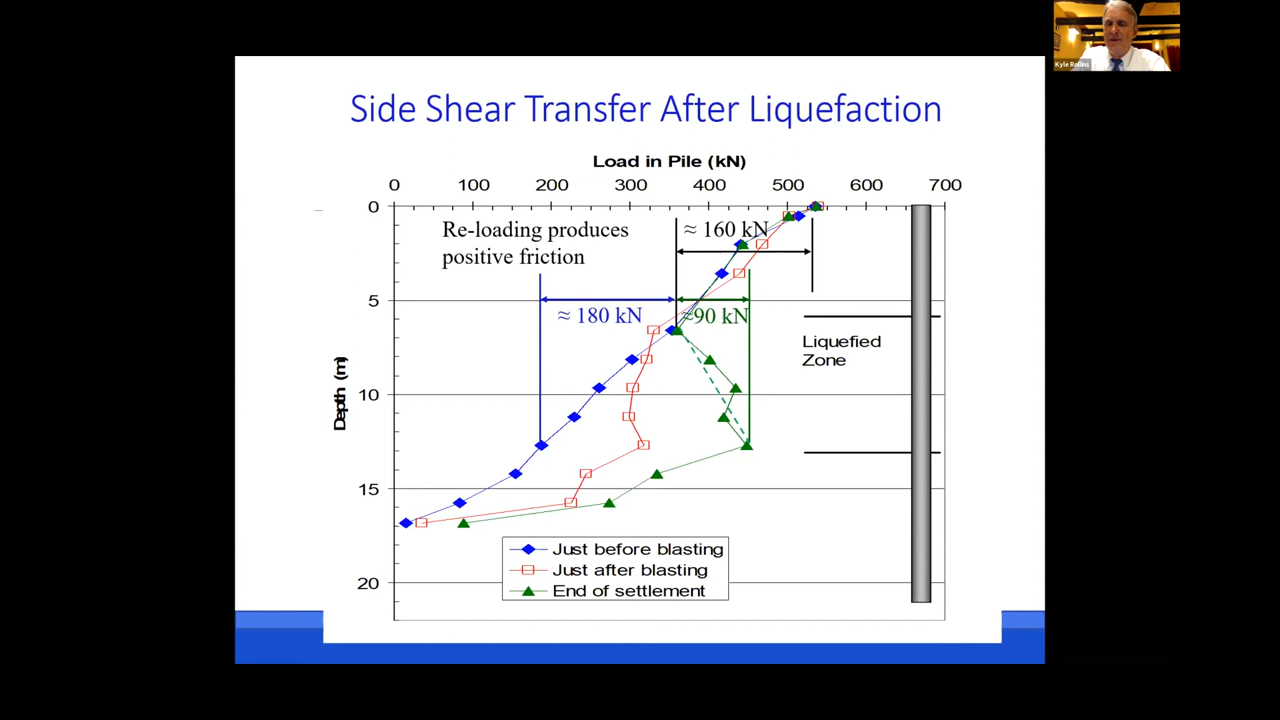 Kyle Rollins
Side Shear Transfer After Liquefaction
Load in Pile (kN)
0 100 200 300 400 500 600 700
0
Re-loading produces
positive friction
≈ 160 kN
5
≈ 180 kN
≈90 kN
Liquefied
Zone
Depth (m)
10
15
Just before blasting
Just after blasting
End of settlement
20